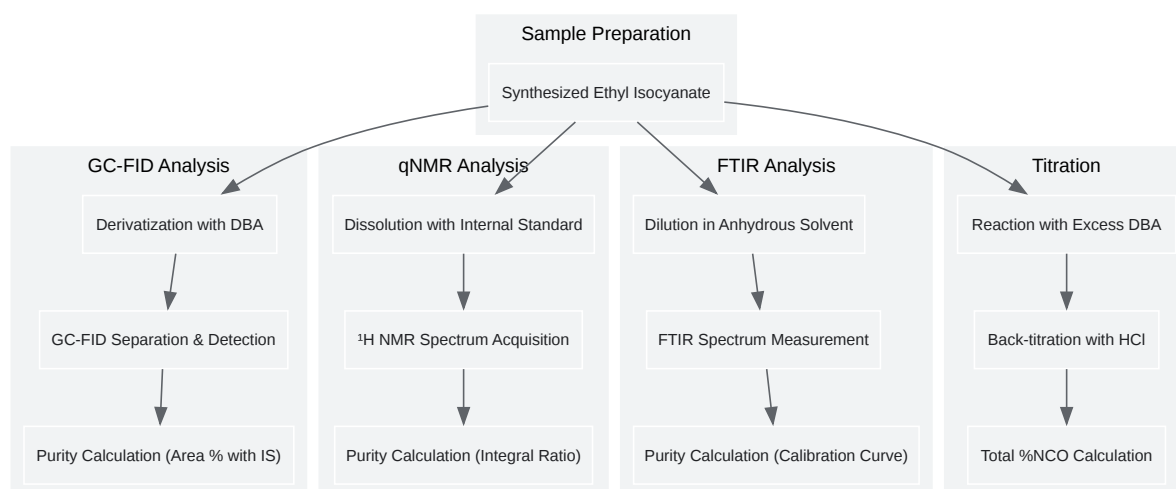 Sample Preparation
Synthesized Ethyl Isocyanate
GC-FID Analysis
Derivatization with DBA
GC-FID Separation & Detection
Purity Calculation (Area % with IS)
qNMR Analysis
Dissolution with Internal Standard
¹H NMR Spectrum Acquisition
Purity Calculation (Integral Ratio)
FTIR Analysis
Dilution in Anhydrous Solvent
FTIR Spectrum Measurement
Purity Calculation (Calibration Curve)
Titration
Reaction with Excess DBA
Back-titration with HCl
Total %NCO Calculation